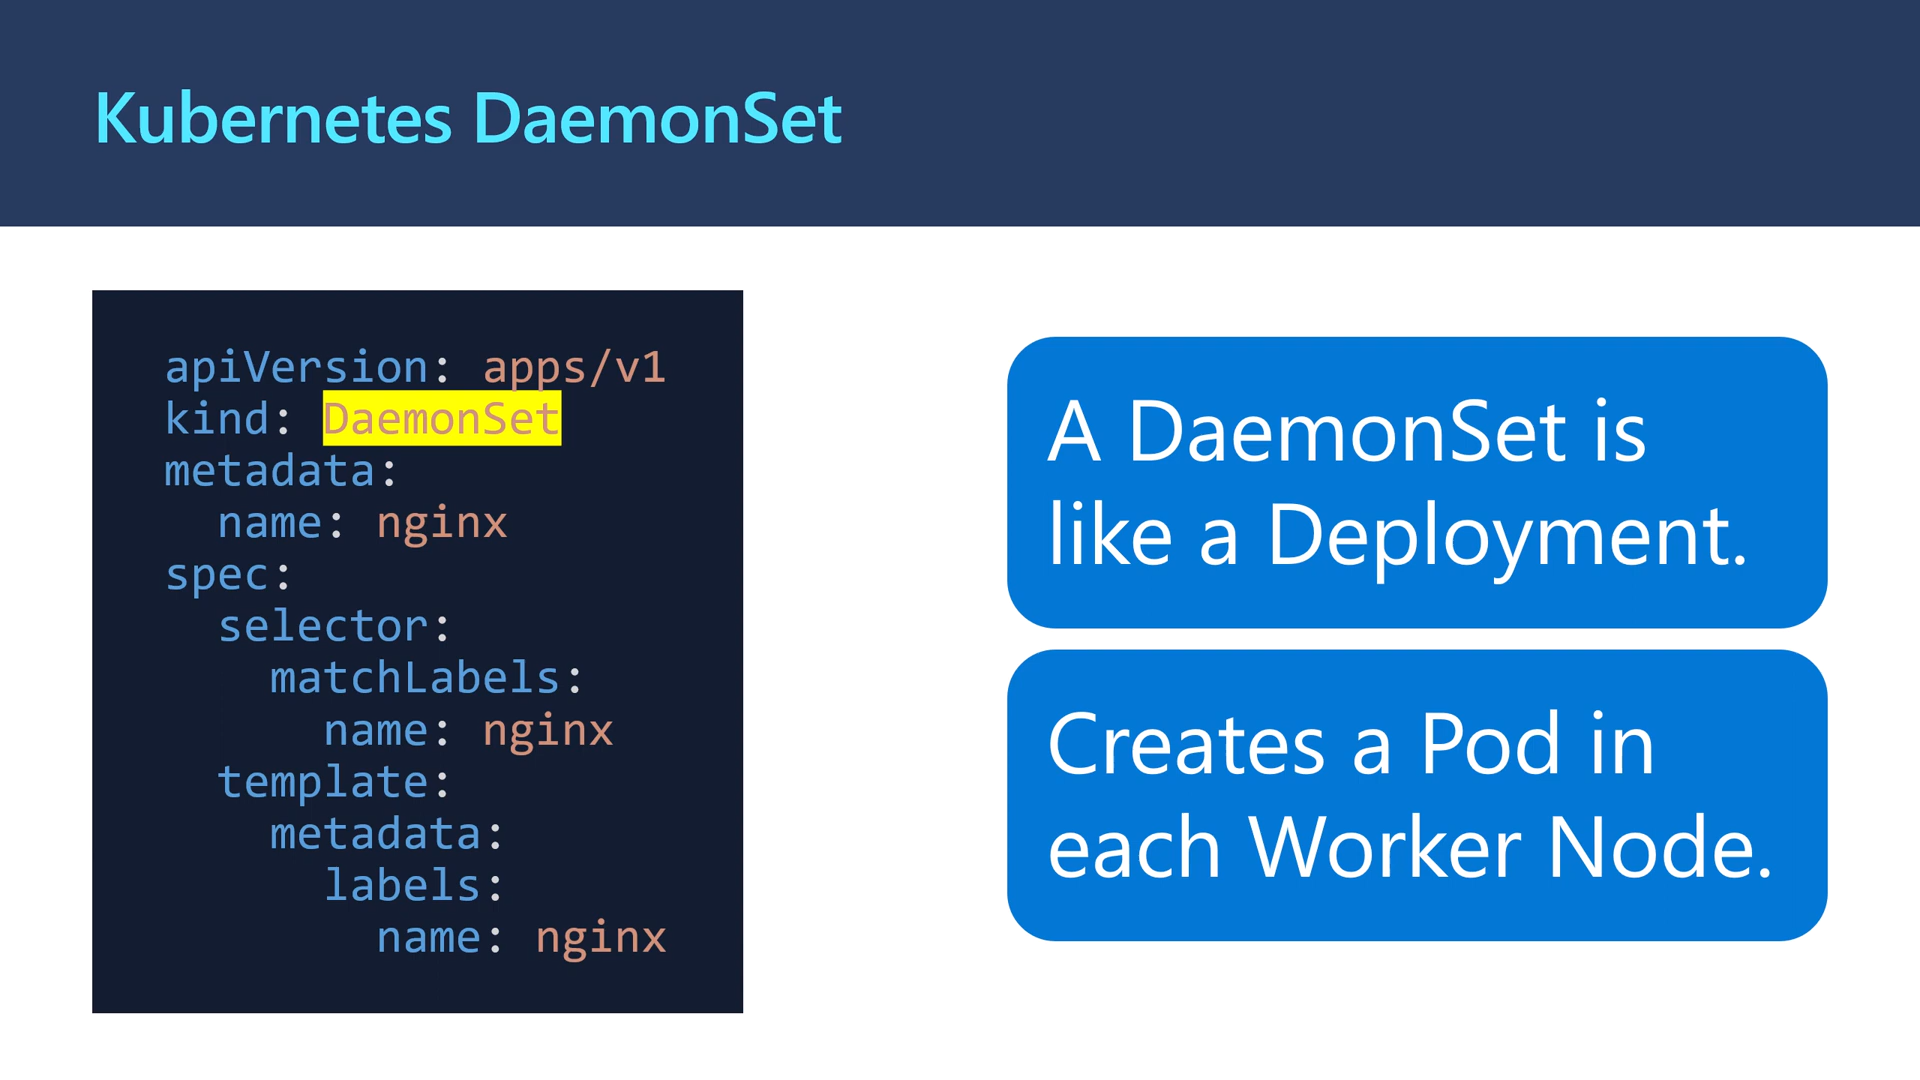 Kubernetes DaemonSet
apiVersion: apps/v1
kind: DaemonSet
metadata:
  name: nginx
spec:
  selector:
    matchLabels:
      name: nginx
  template:
    metadata:
      labels:
        name: nginx
A DaemonSet is
like a Deployment.
Creates a Pod in
each Worker Node.